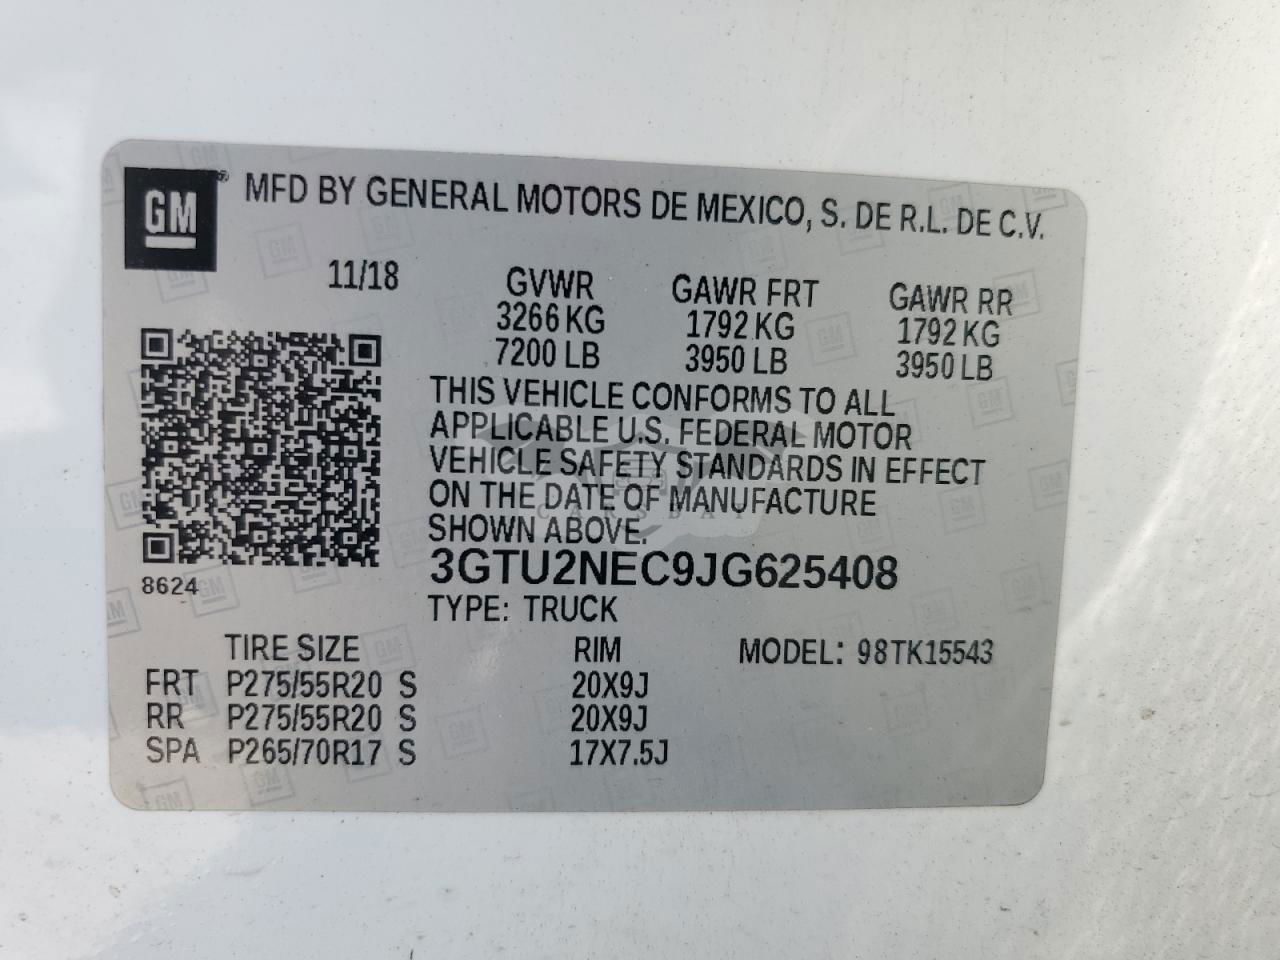 GM ® MFD BY GENERAL MOTORS DE MEXICO, S. DE R.L. DE C.V.
11/18 GVWR GAWR FRT GAWR RR
3266 KG 1792 KG 1792 KG
7200 LB 3950 LB 3950 LB
THIS VEHICLE CONFORMS TO ALL
APPLICABLE U.S. FEDERAL MOTOR
VEHICLE SAFETY STANDARDS IN EFFECT
ON THE DATE OF MANUFACTURE
SHOWN ABOVE.
8624 3GTU2NEC9JG625408
TYPE: TRUCK
TIRE SIZE RIM MODEL: 98TK15543
FRT P275/55R20 S 20X9J
RR P275/55R20 S 20X9J
SPA P265/70R17 S 17X7.5J